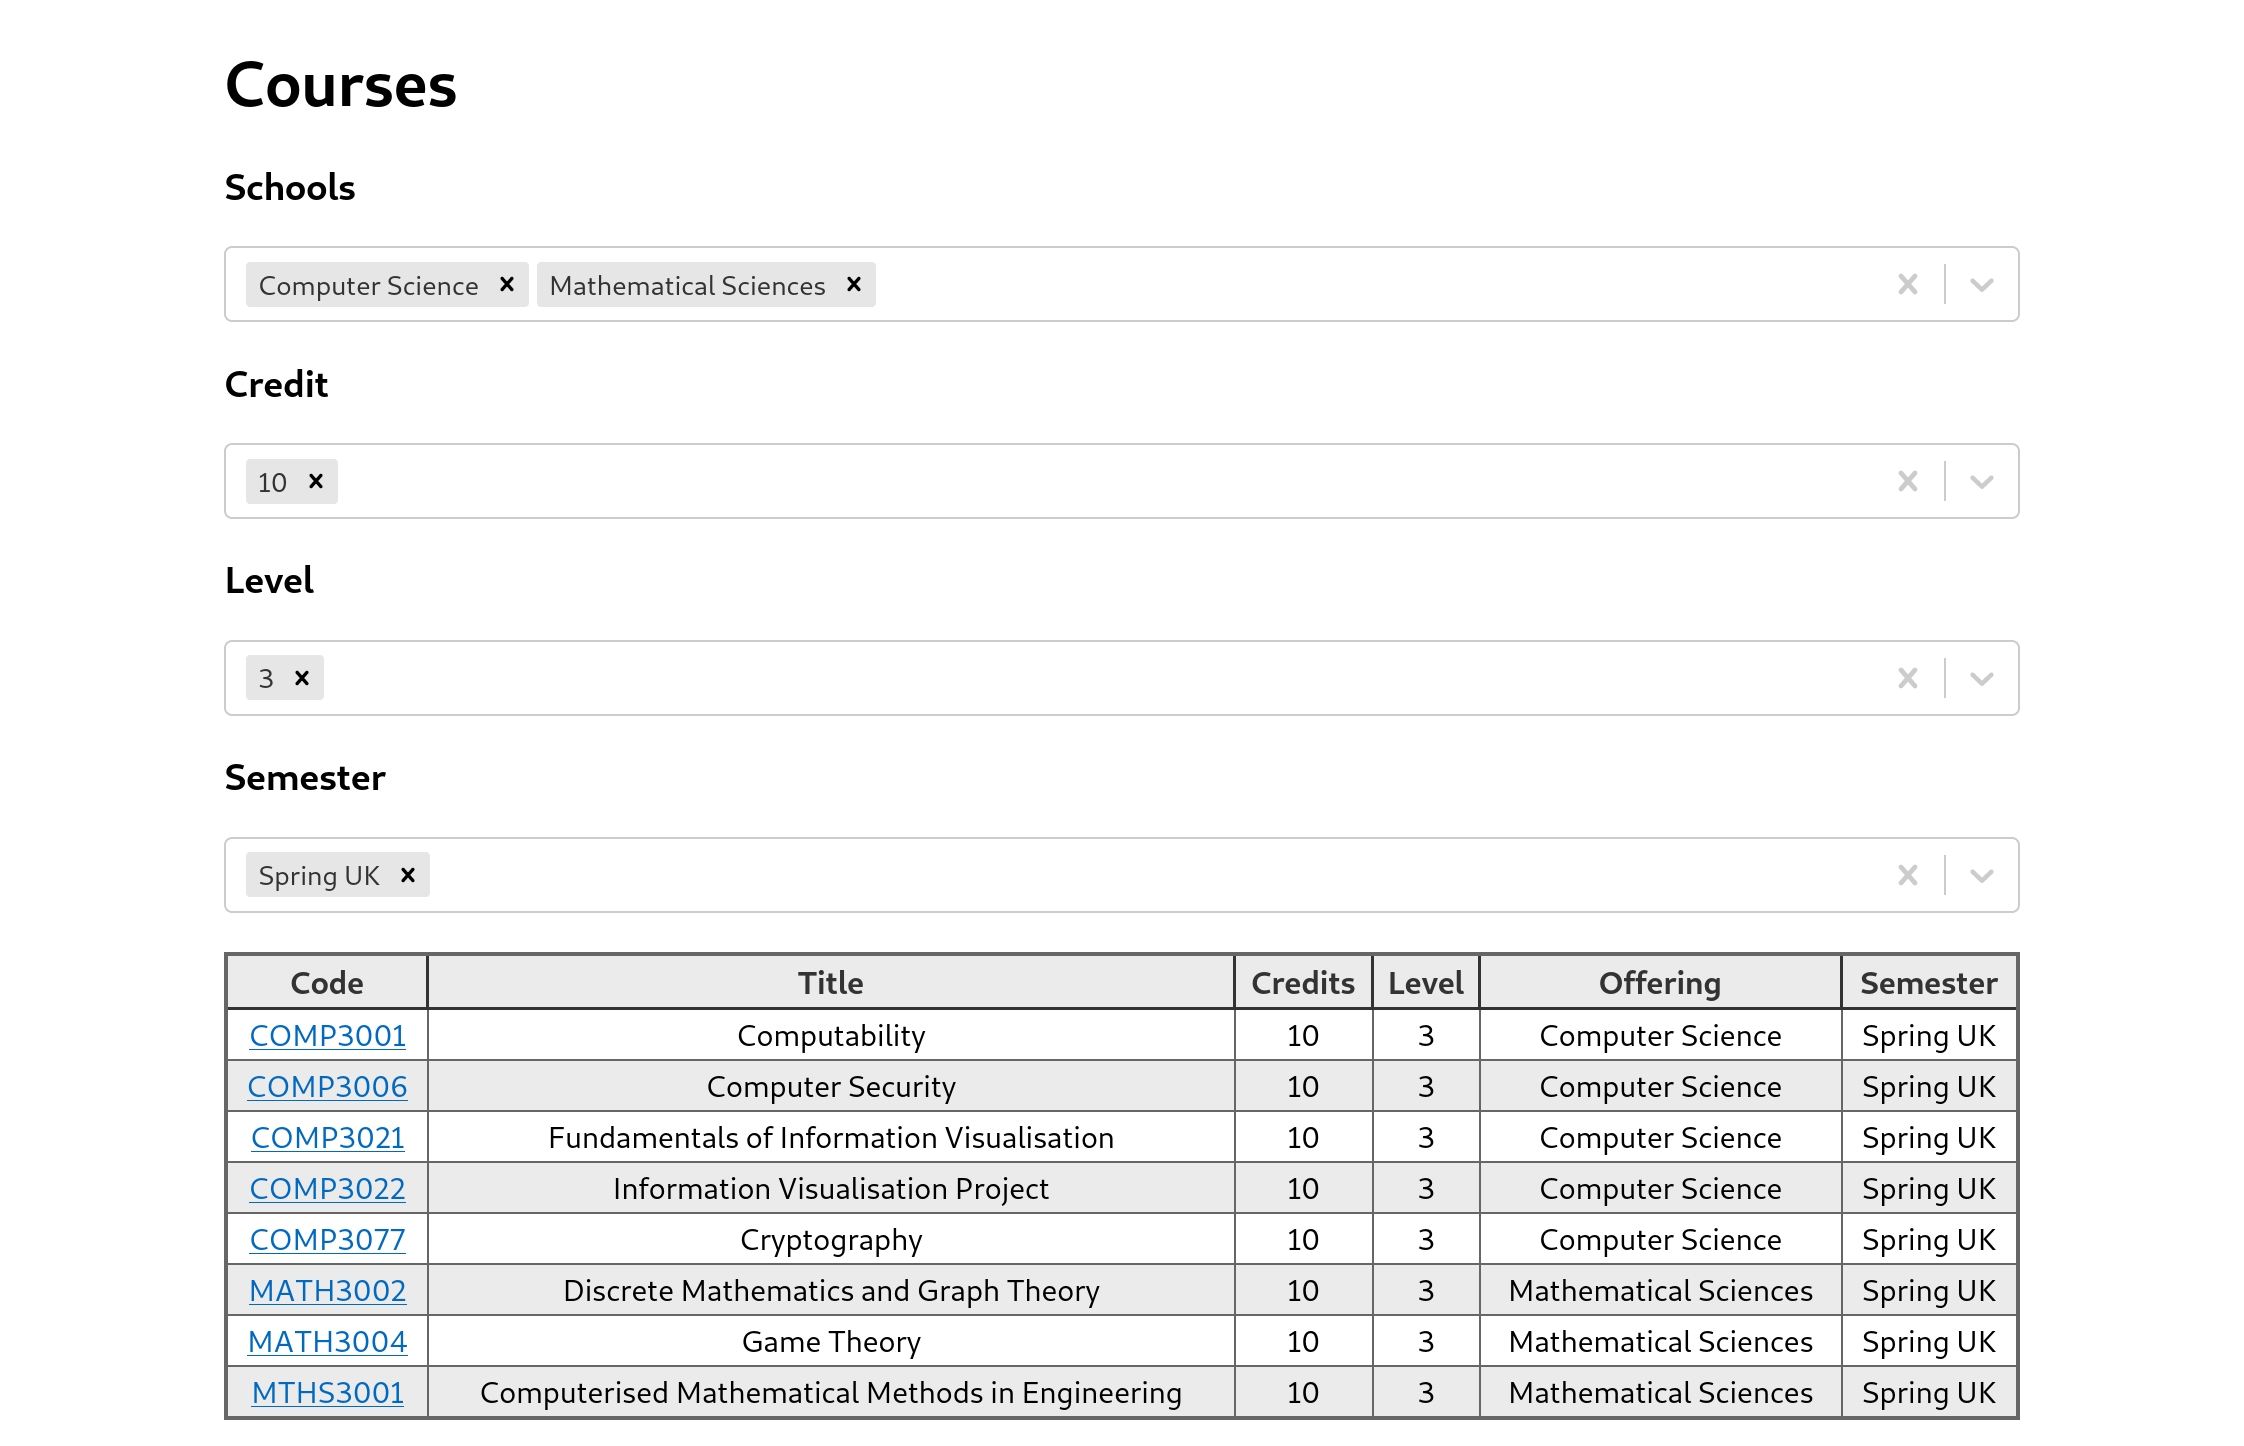 Courses
Schools
Computer Science Mathematical Sciences
Credit
10
Level
3
Semester
Spring UK
Code Title Credits Level Offering Semester
COMP3001 Computability 10 3 Computer Science Spring UK
COMP3006 Computer Security 10 3 Computer Science Spring UK
COMP3021 Fundamentals of Information Visualisation 10 3 Computer Science Spring UK
COMP3022 Information Visualisation Project 10 3 Computer Science Spring UK
COMP3077 Cryptography 10 3 Computer Science Spring UK
MATH3002 Discrete Mathematics and Graph Theory 10 3 Mathematical Sciences Spring UK
MATH3004 Game Theory 10 3 Mathematical Sciences Spring UK
MTHS3001 Computerised Mathematical Methods in Engineering 10 3 Mathematical Sciences Spring UK